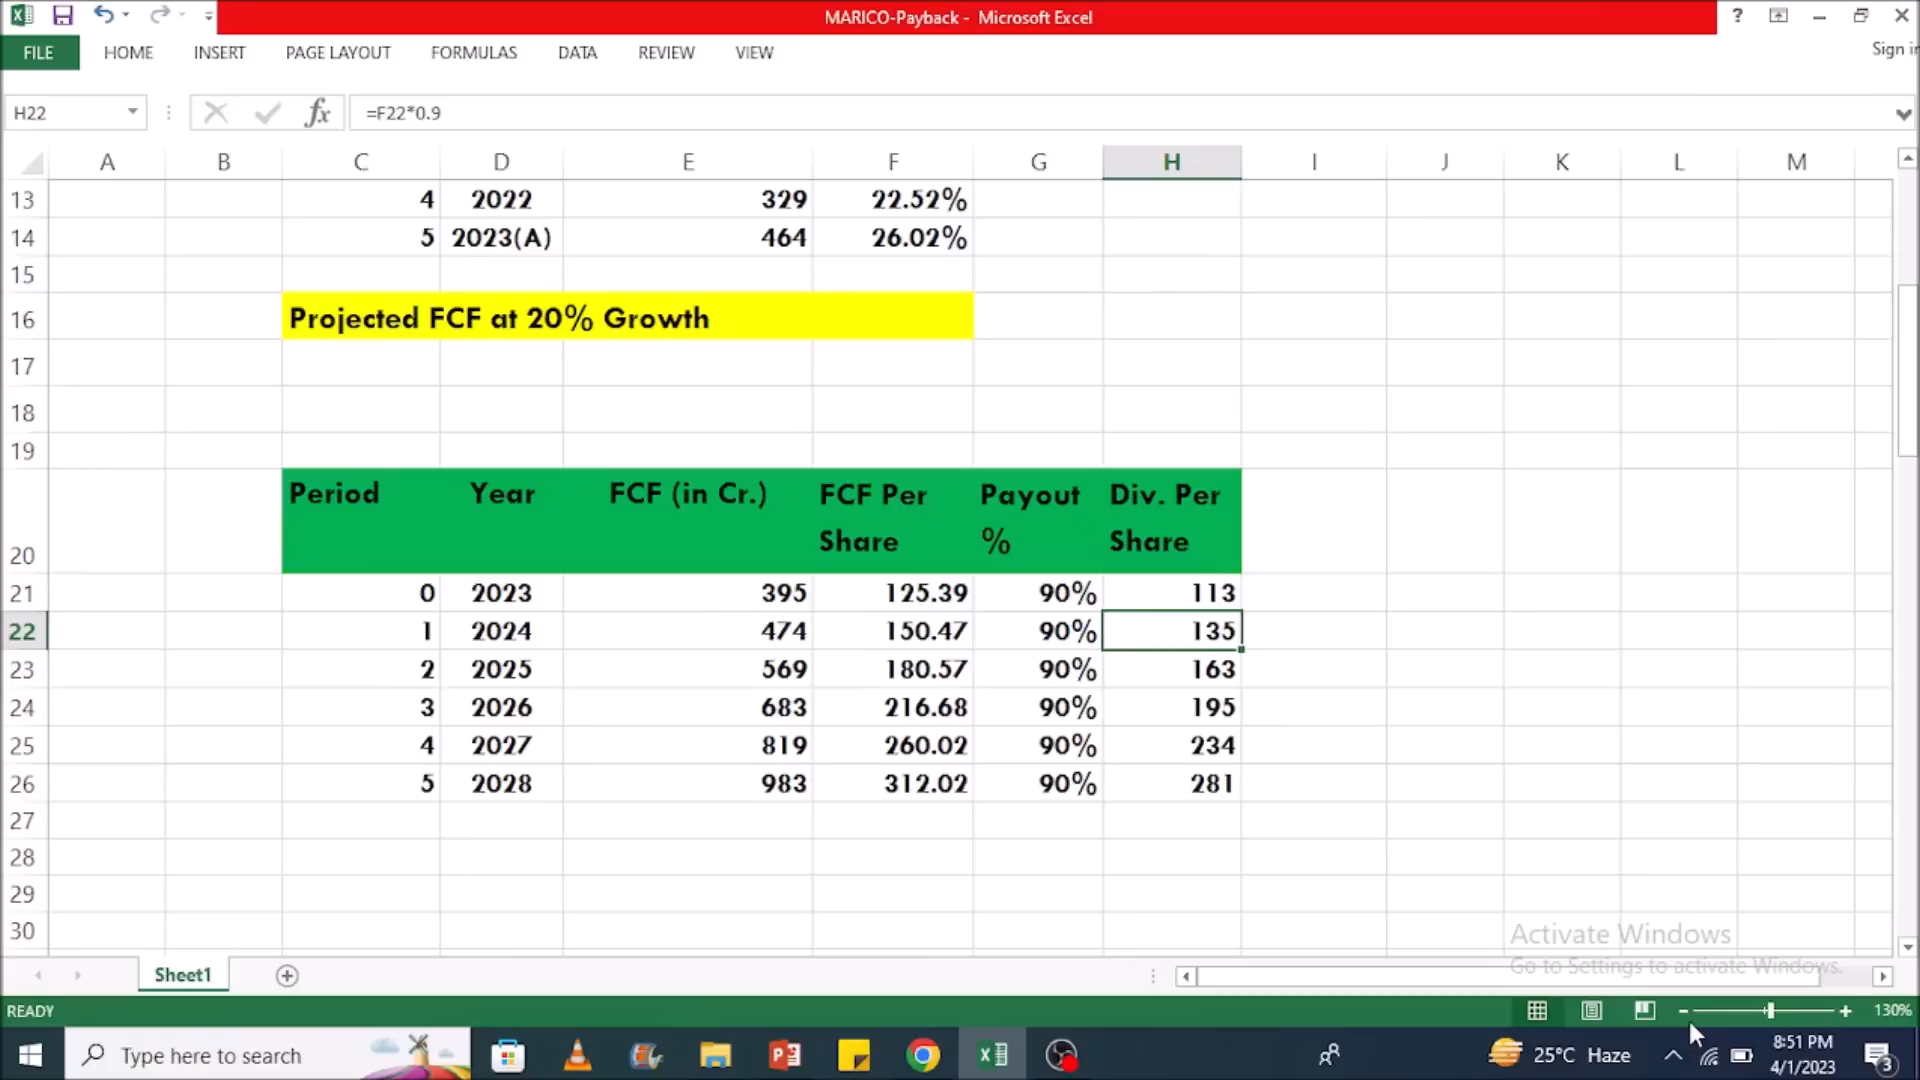 MARICO-Payback - Microsoft Excel
?
FILE HOME INSERT PAGE LAYOUT FORMULAS DATA REVIEW VIEW
Sign in
H22 fx =F22*0.9
A B C D E F G H I J K L M
13 4 2022 329 22.52%
14 5 2023(A) 464 26.02%
15
16 Projected FCF at 20% Growth
17
18
19
20 Period Year FCF (in Cr.) FCF Per Share Payout % Div. Per Share
21 0 2023 395 125.39 90% 113
22 1 2024 474 150.47 90% 135
23 2 2025 569 180.57 90% 163
24 3 2026 683 216.68 90% 195
25 4 2027 819 260.02 90% 234
26 5 2028 983 312.02 90% 281
27
28
29
30
Activate Windows
Go to Settings to activate Windows.
Sheet1
READY
130%
Type here to search
25°C Haze
8:51 PM
4/1/2023
3